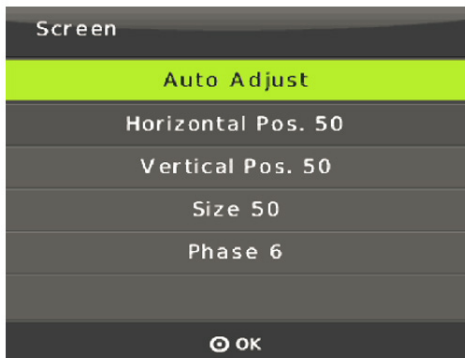 Screen
Auto Adjust
Horizontal Pos. 50
Vertical Pos. 50
Size 50
Phase 6
OK